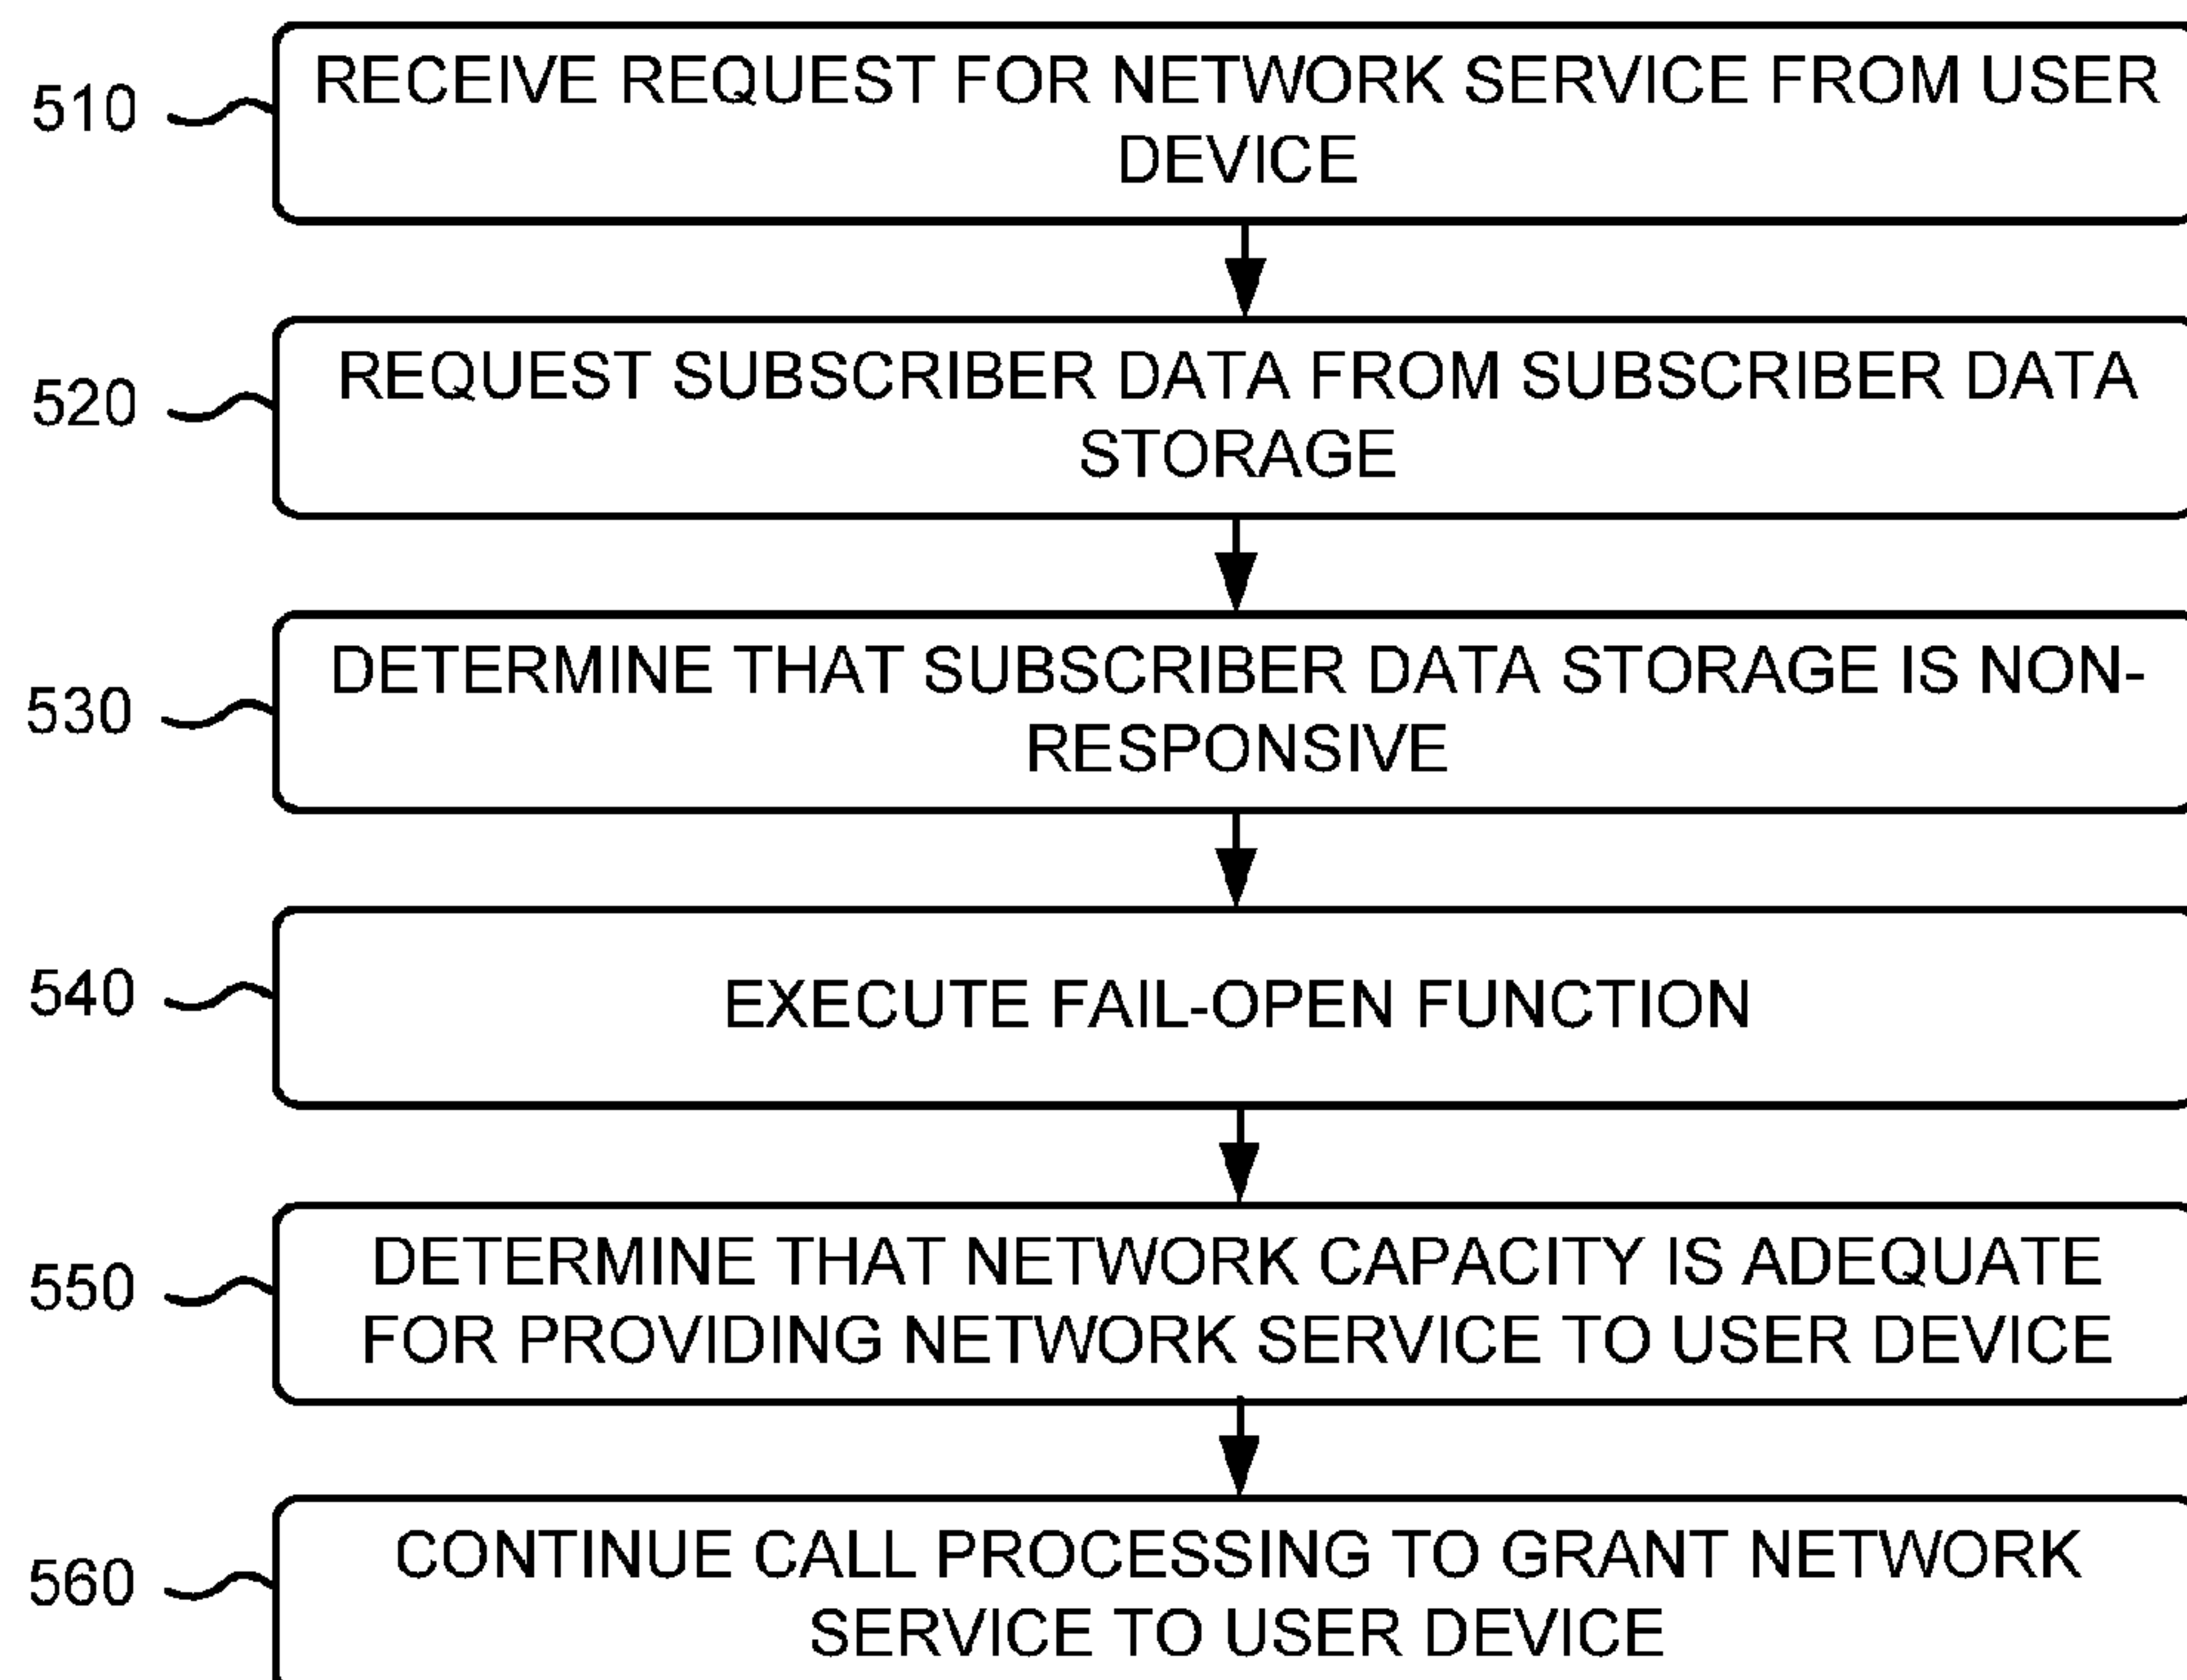 510
RECEIVE REQUEST FOR NETWORK SERVICE FROM USER
DEVICE
520
REQUEST SUBSCRIBER DATA FROM SUBSCRIBER DATA
STORAGE
530
DETERMINE THAT SUBSCRIBER DATA STORAGE IS NON-
RESPONSIVE
540
EXECUTE FAIL-OPEN FUNCTION
550
DETERMINE THAT NETWORK CAPACITY IS ADEQUATE
FOR PROVIDING NETWORK SERVICE TO USER DEVICE
560
CONTINUE CALL PROCESSING TO GRANT NETWORK
SERVICE TO USER DEVICE